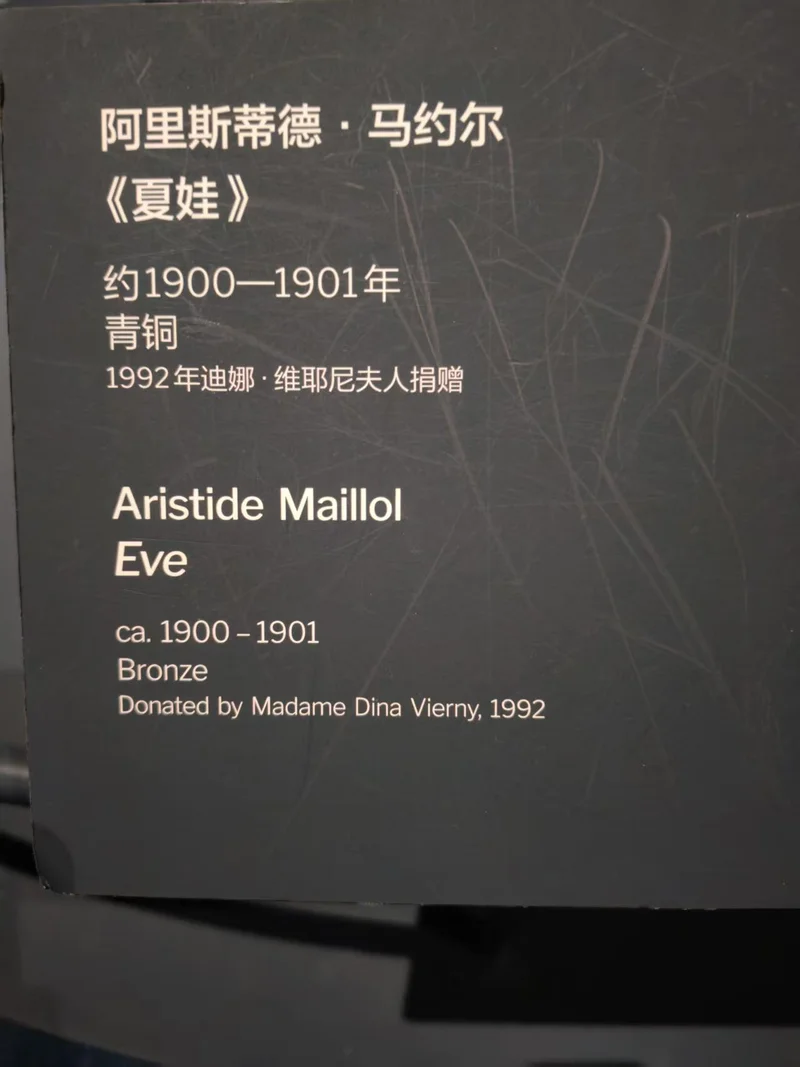 阿里斯蒂德·马约尔
《夏娃》
约1900—1901年
青铜
1992年迪娜·维耶尼夫人捐赠
Aristide Maillol
Eve
ca. 1900 – 1901
Bronze
Donated by Madame Dina Vierny, 1992